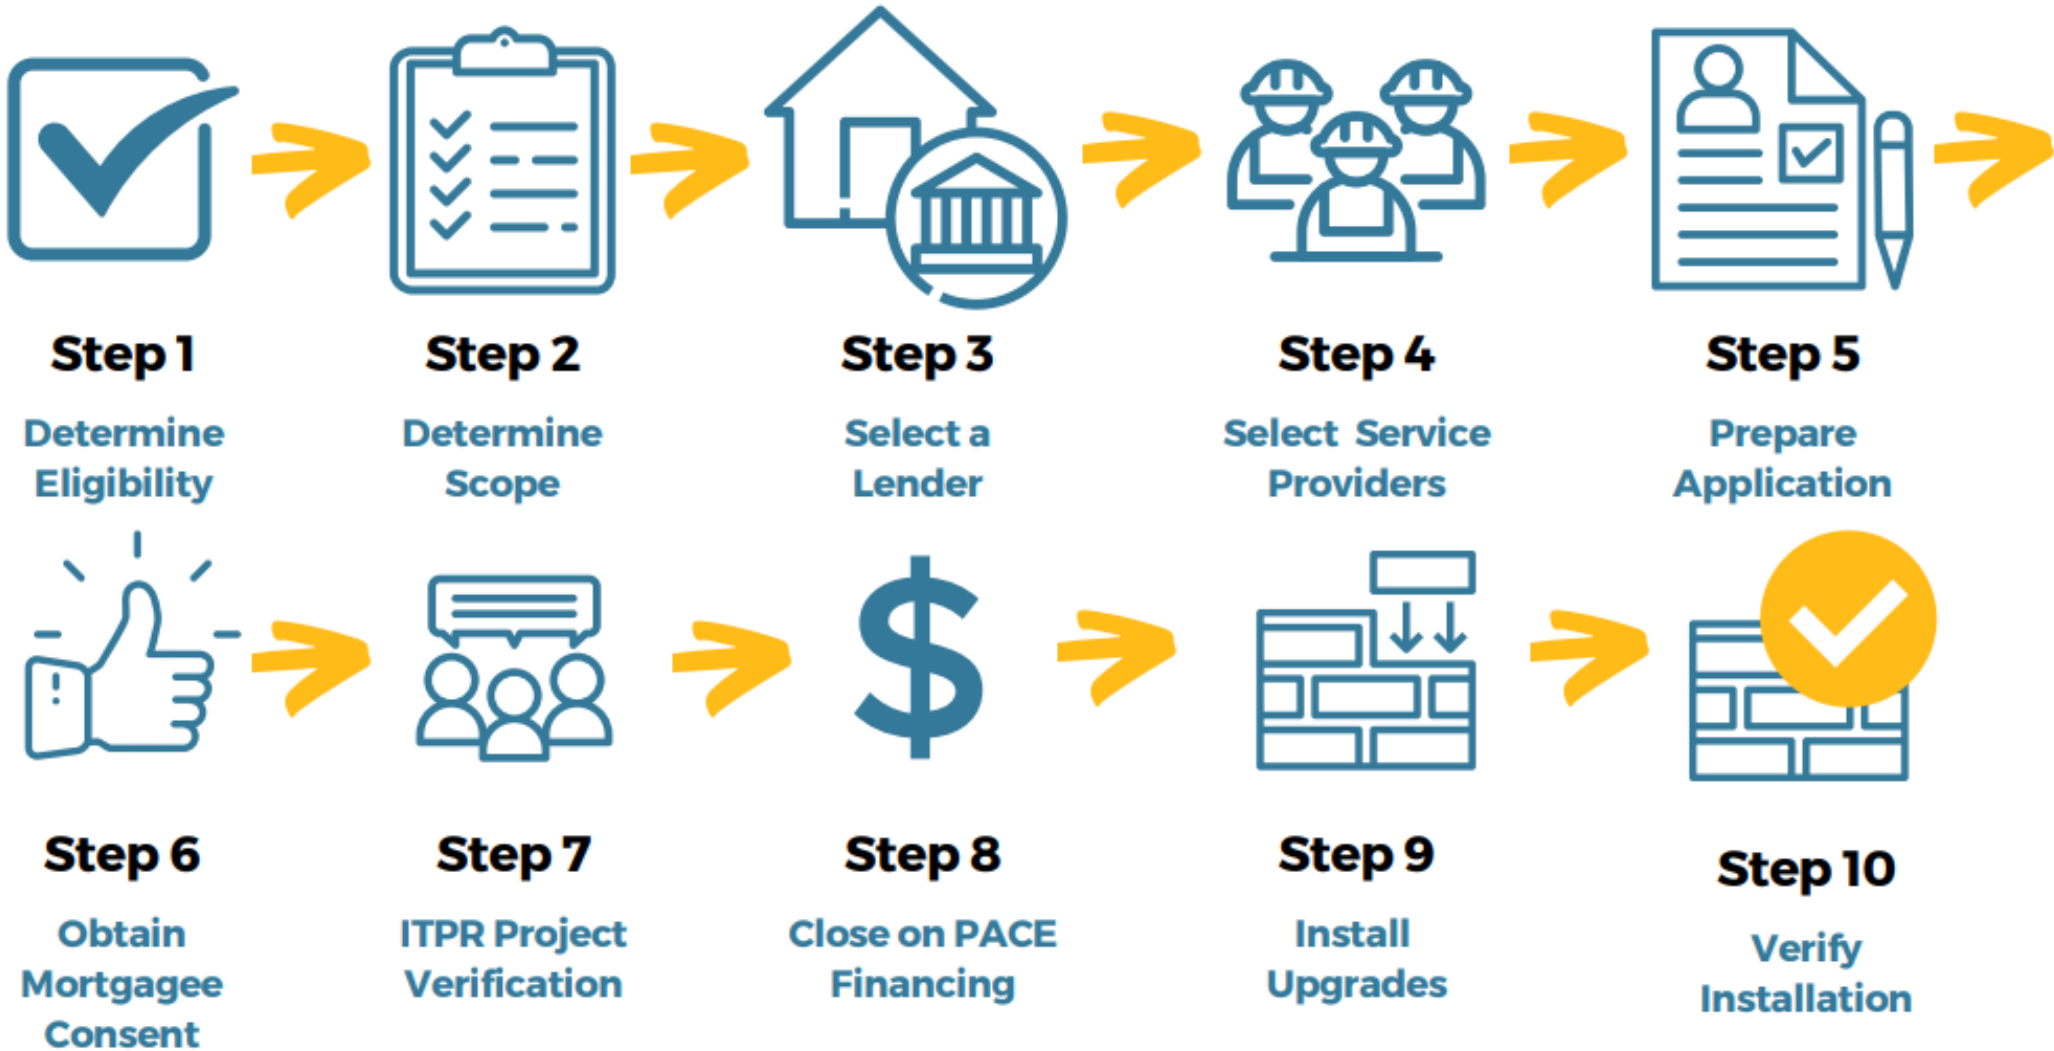 Step 1
Determine
Eligibility
Step 2
Determine
Scope
Step 3
Select a
Lender
Step 4
Select Service
Providers
Step 5
Prepare
Application
Step 6
Obtain
Mortgagee
Consent
Step 7
ITPR Project
Verification
Step 8
Close on PACE
Financing
Step 9
Install
Upgrades
Step 10
Verify
Installation